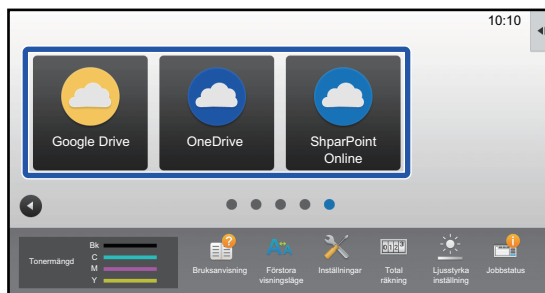 10:10
Google Drive
OneDrive
ShparPoint
Online
Tonermängd
Bk
C
M
Y
Bruksanvisning
Förstora
visningsläge
Inställningar
Total
räkning
Ljusstyrka
inställning
Jobbstatus